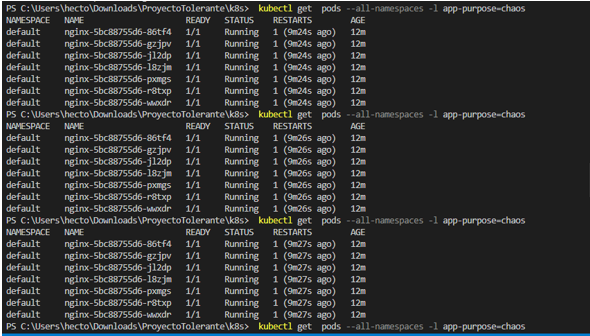 PS C:\Users\hecto\Downloads\ProyectoTolerante\k8s> kubectl get pods --all-namespaces -l app-purpose=chaos
NAMESPACE NAME READY STATUS RESTARTS AGE
default nginx-5bc88755d6-86tf4 1/1 Running 1 (9m24s ago) 12m
default nginx-5bc88755d6-gzjpv 1/1 Running 1 (9m24s ago) 12m
default nginx-5bc88755d6-jl2dp 1/1 Running 1 (9m24s ago) 12m
default nginx-5bc88755d6-l8zjm 1/1 Running 1 (9m24s ago) 12m
default nginx-5bc88755d6-pxmgs 1/1 Running 1 (9m24s ago) 12m
default nginx-5bc88755d6-r8txp 1/1 Running 1 (9m24s ago) 12m
default nginx-5bc88755d6-wwxdr 1/1 Running 1 (9m24s ago) 12m
PS C:\Users\hecto\Downloads\ProyectoTolerante\k8s> kubectl get pods --all-namespaces -l app-purpose=chaos
NAMESPACE NAME READY STATUS RESTARTS AGE
default nginx-5bc88755d6-86tf4 1/1 Running 1 (9m26s ago) 12m
default nginx-5bc88755d6-gzjpv 1/1 Running 1 (9m26s ago) 12m
default nginx-5bc88755d6-jl2dp 1/1 Running 1 (9m26s ago) 12m
default nginx-5bc88755d6-l8zjm 1/1 Running 1 (9m26s ago) 12m
default nginx-5bc88755d6-pxmgs 1/1 Running 1 (9m26s ago) 12m
default nginx-5bc88755d6-r8txp 1/1 Running 1 (9m26s ago) 12m
default nginx-5bc88755d6-wwxdr 1/1 Running 1 (9m26s ago) 12m
PS C:\Users\hecto\Downloads\ProyectoTolerante\k8s> kubectl get pods --all-namespaces -l app-purpose=chaos
NAMESPACE NAME READY STATUS RESTARTS AGE
default nginx-5bc88755d6-86tf4 1/1 Running 1 (9m27s ago) 12m
default nginx-5bc88755d6-gzjpv 1/1 Running 1 (9m27s ago) 12m
default nginx-5bc88755d6-jl2dp 1/1 Running 1 (9m27s ago) 12m
default nginx-5bc88755d6-l8zjm 1/1 Running 1 (9m27s ago) 12m
default nginx-5bc88755d6-pxmgs 1/1 Running 1 (9m27s ago) 12m
default nginx-5bc88755d6-r8txp 1/1 Running 1 (9m27s ago) 12m
default nginx-5bc88755d6-wwxdr 1/1 Running 1 (9m27s ago) 12m
PS C:\Users\hecto\Downloads\ProyectoTolerante\k8s> kubectl get pods --all-namespaces -l app-purpose=chaos